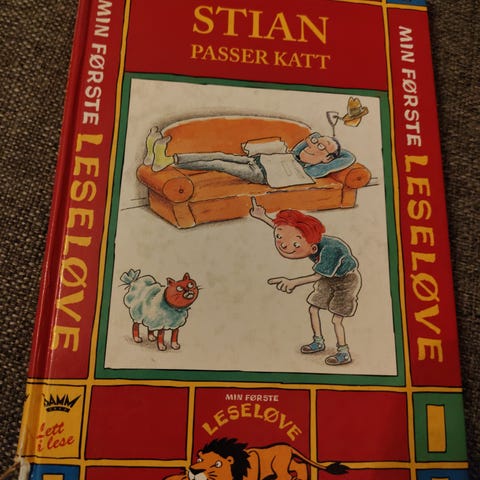 STIAN
PASSER KATT
MIN FØRSTE LESELØVE
MIN FØRSTE LESELØVE
DAMM
Lett
å lese
MIN FØRSTE
LESELØVE